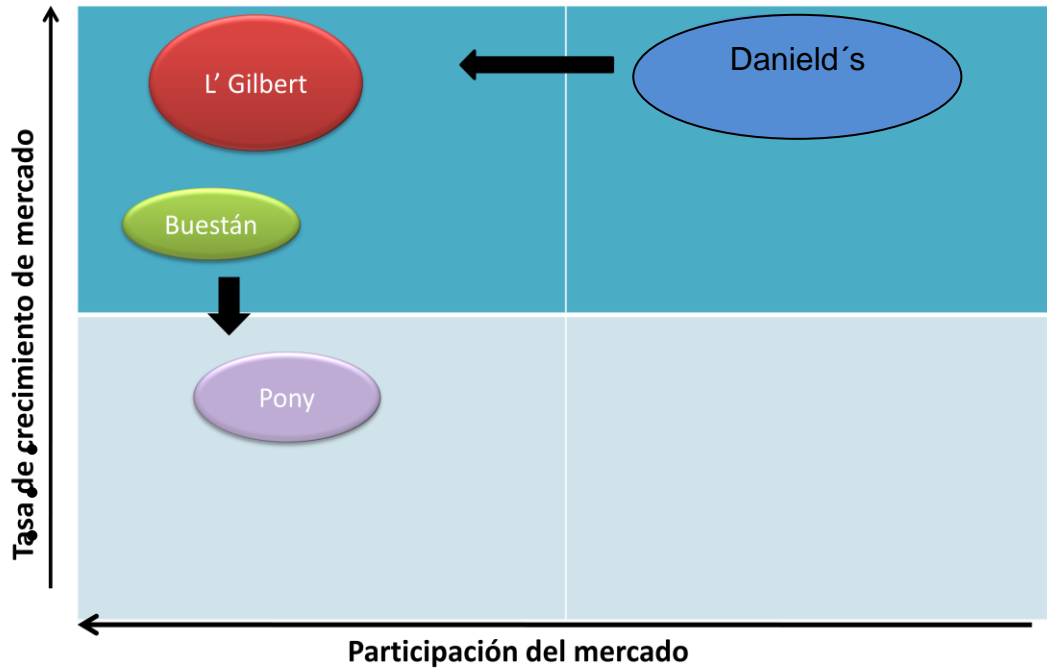 L' Gilbert
Danield´s
Buestán
Pony
Tasa de crecimiento de mercado
Participación del mercado